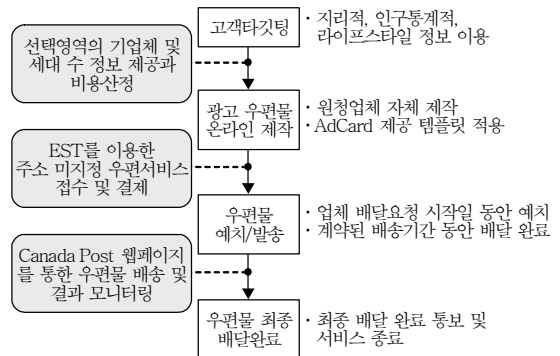 고객타깃팅
· 지리적, 인구통계적,
라이프스타일 정보 이용
선택영역의 기업체 및
세대 수 정보 제공과
비용산정
광고 우편물
온라인 제작
· 원청업체 자체 제작
· AdCard 제공 템플릿 적용
EST를 이용한
주소 미지정 우편서비스
접수 및 결제
우편물
예치/발송
· 업체 배달요청 시작일 동안 예치
· 계약된 배송기간 동안 배달 완료
Canada Post 웹페이지
를 통한 우편물 배송 및
결과 모니터링
우편물 최종
배달완료
· 최종 배달 완료 통보 및
서비스 종료